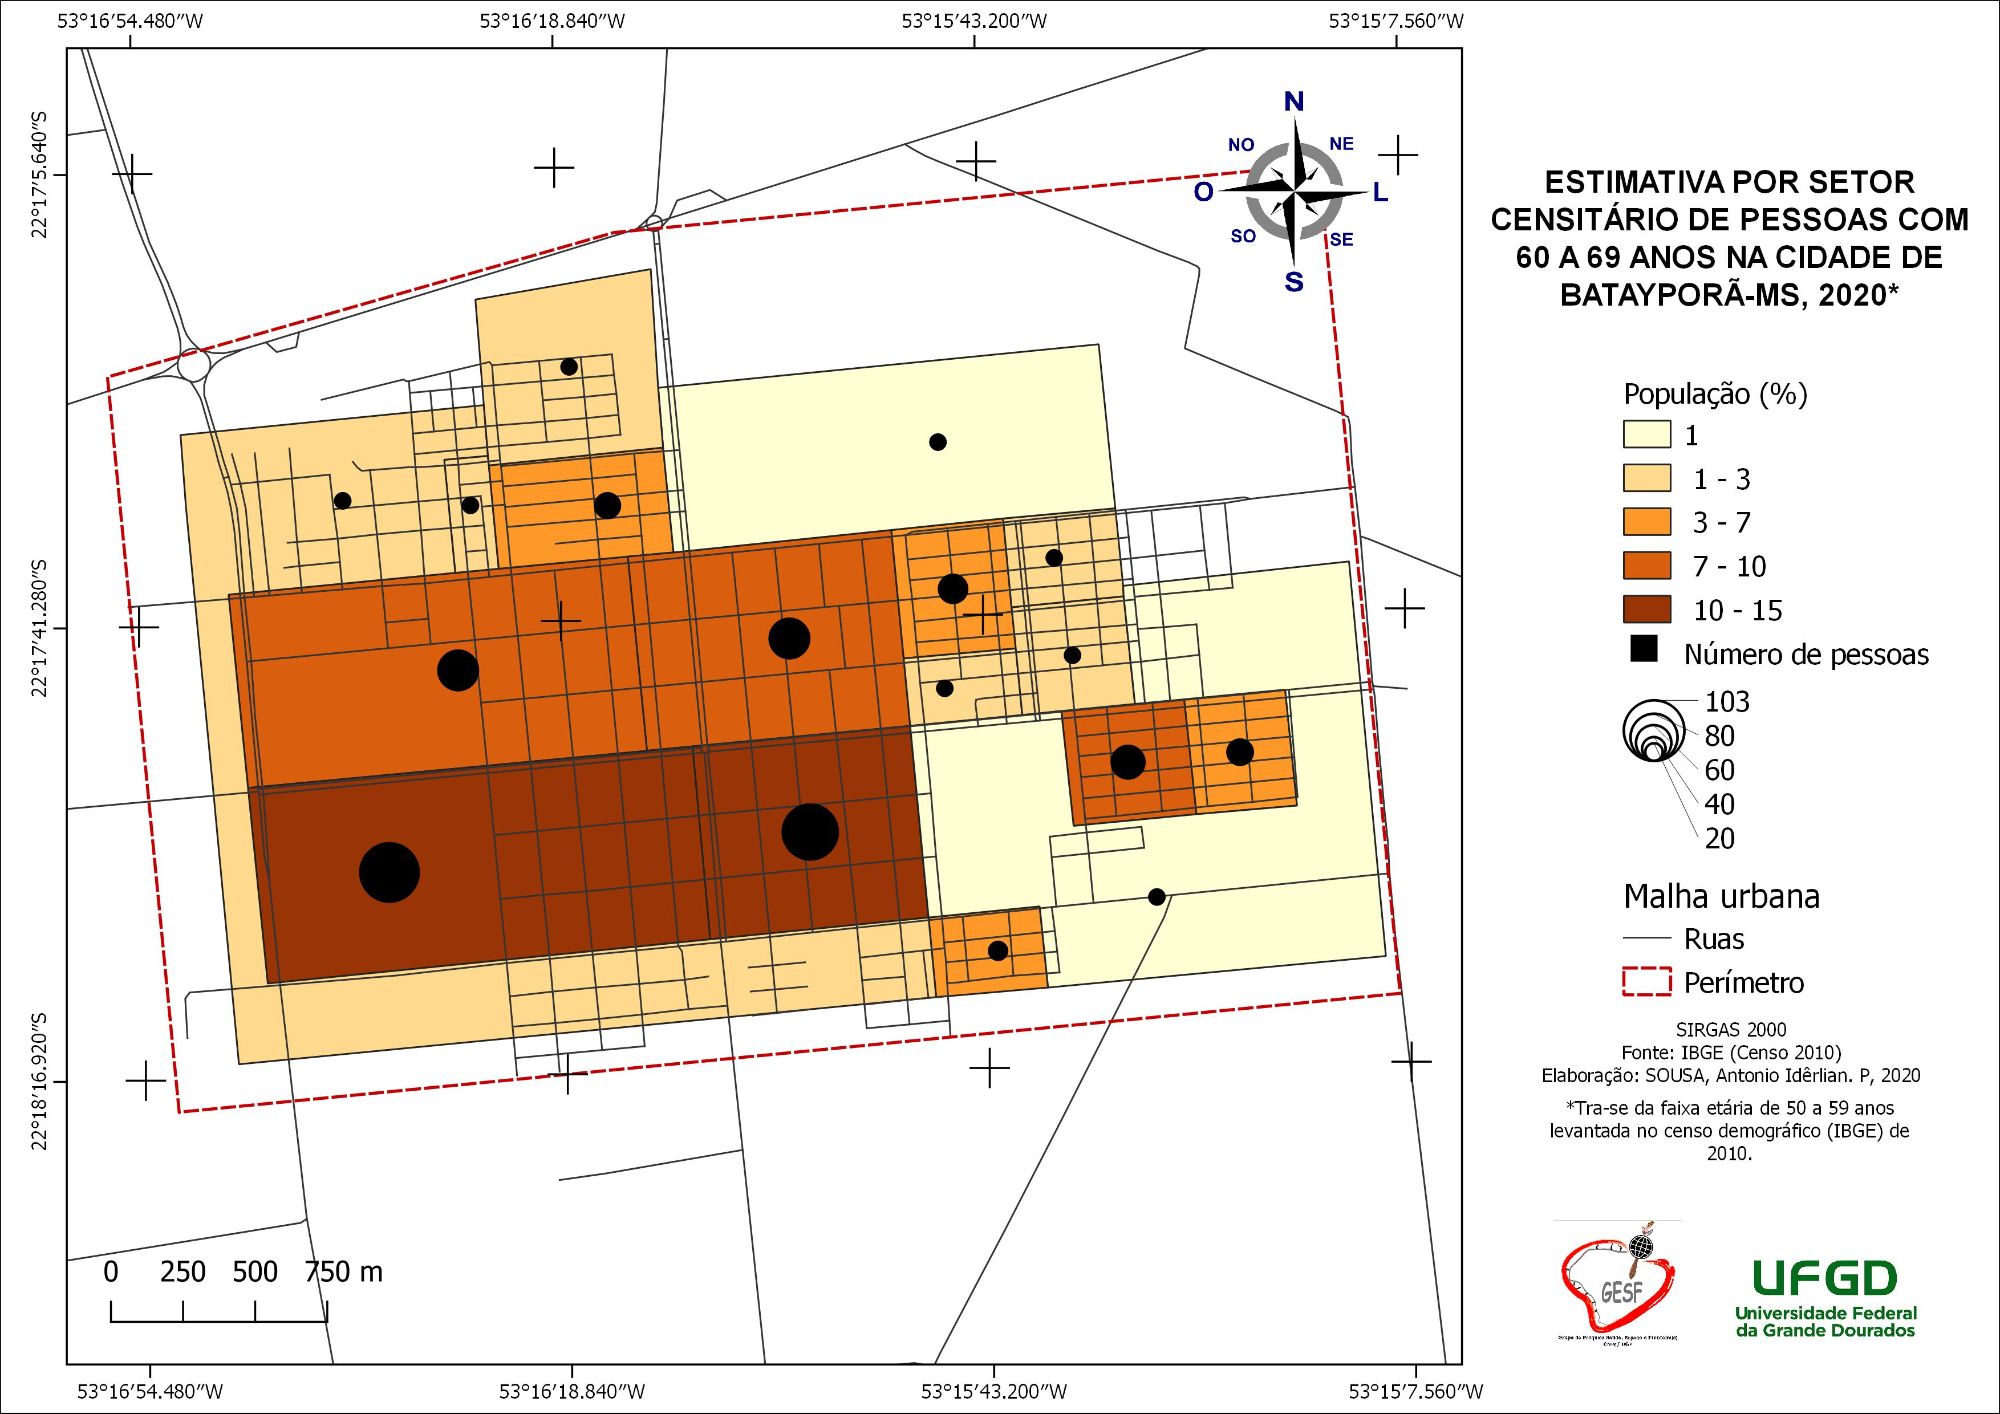 53°16′54.480″W 53°16′18.840″W 53°15′43.200″W 53°15′7.560″W
22°17′5.640″S
22°17′41.280″S
22°18′16.920″S
N
NO NE
O L
SO SE
S
0 250 500 750 m
53°16′54.480″W 53°16′18.840″W 53°15′43.200″W 53°15′7.560″W
ESTIMATIVA POR SETOR
CENSITÁRIO DE PESSOAS COM
60 A 69 ANOS NA CIDADE DE
BATAYPORÃ-MS, 2020*
População (%)
1
1 - 3
3 - 7
7 - 10
10 - 15
Número de pessoas
103
80
60
40
20
Malha urbana
Ruas
Perímetro
SIRGAS 2000
Fonte: IBGE (Censo 2010)
Elaboração: SOUSA, Antonio Idêrlian. P, 2020
*Tra-se da faixa etária de 50 a 59 anos
levantada no censo demográfico (IBGE) de
2010.
GESF
UFGD
Universidade Federal
da Grande Dourados